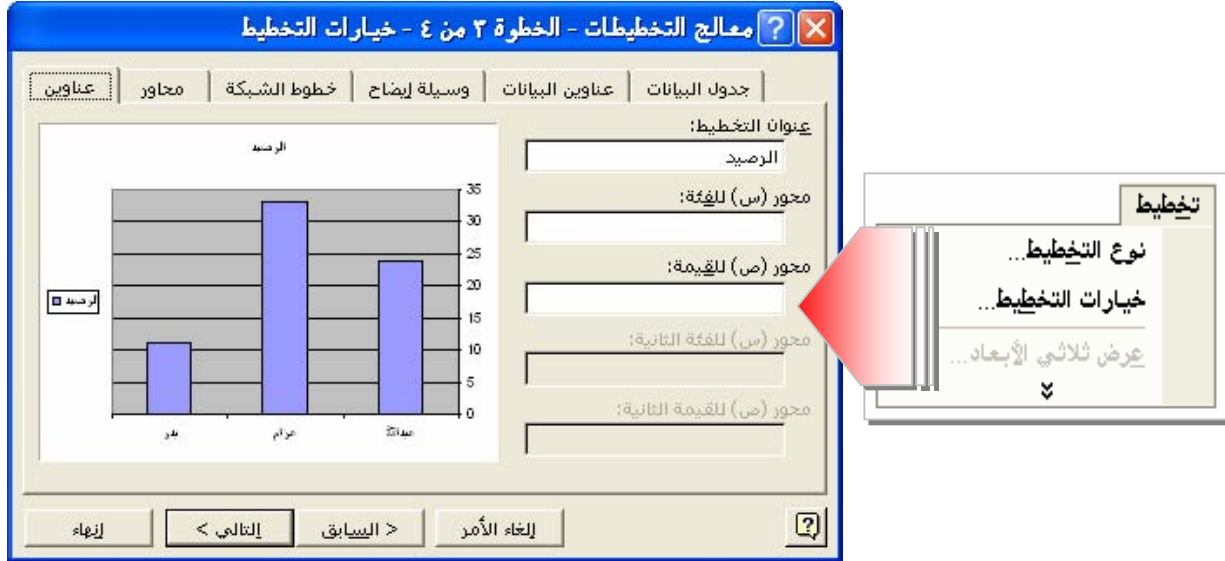 معالج التخطيطات - الخطوة ٣ من ٤ - خيارات التخطيط
جدول البيانات
عناوين البيانات
وسيلة إيضاح
خطوط الشبكة
محاور
عناوين
عنوان التخطيط:
الرصيد
محور (س) للفئة:
محور (ص) للقيمة:
محور (س) للفئة الثانية:
محور (ص) للقيمة الثانية:
الرصيد
35
30
25
20
15
10
5
0
عبدالله
بدر
الرصيد
إلغاء الأمر
< السابق
التالي >
إنهاء
تخطيط
نوع التخطيط...
خيارات التخطيط...
عرض ثلاثي الأبعاد...